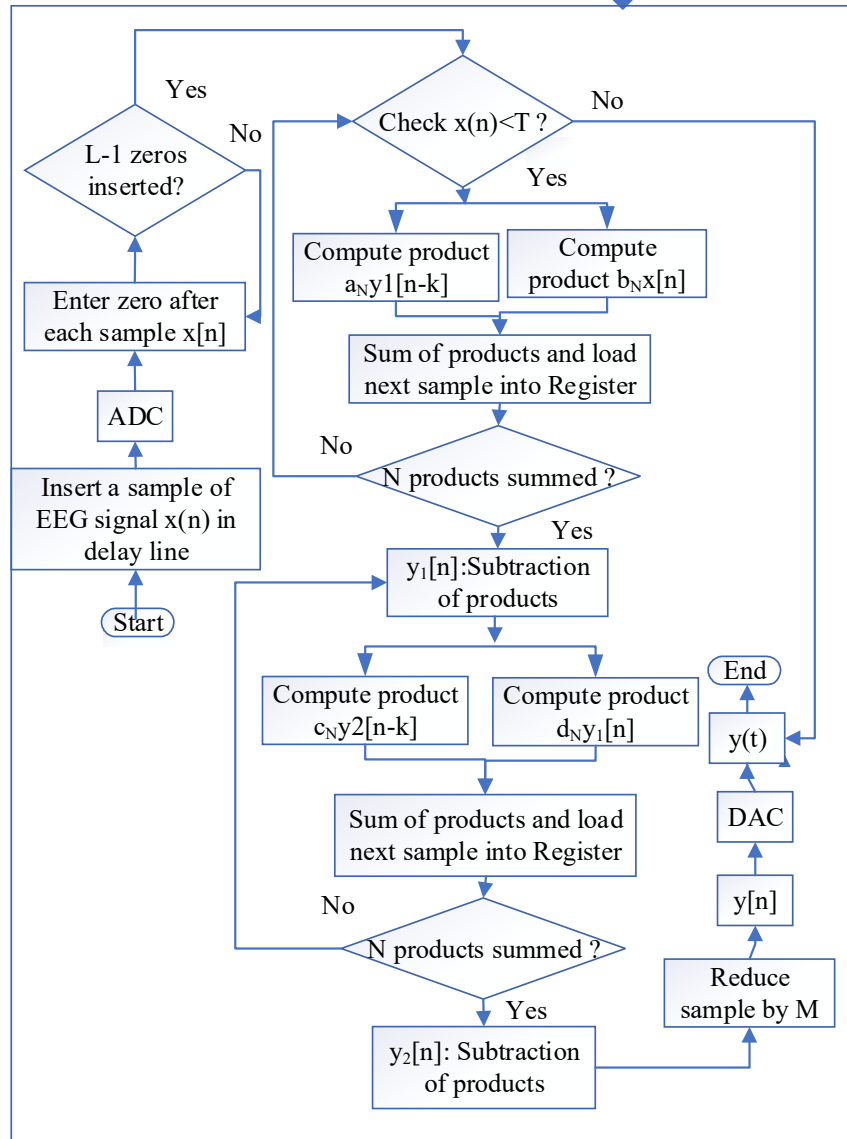 Yes
No
L-1 zeros
inserted?
Enter zero after
each sample x[n]
ADC
Insert a sample of
EEG signal x(n) in
delay line
Start
Check x(n)<T ?
No
Yes
Compute product
aₙy1[n-k]
Compute
product bₙx[n]
Sum of products and load
next sample into Register
No
N products summed ?
Yes
y₁[n]:Subtraction
of products
Compute product
cₙy2[n-k]
Compute product
dₙy₁[n]
Sum of products and load
next sample into Register
No
N products summed ?
Yes
y₂[n]: Subtraction
of products
Reduce
sample by M
y[n]
DAC
y(t)
End